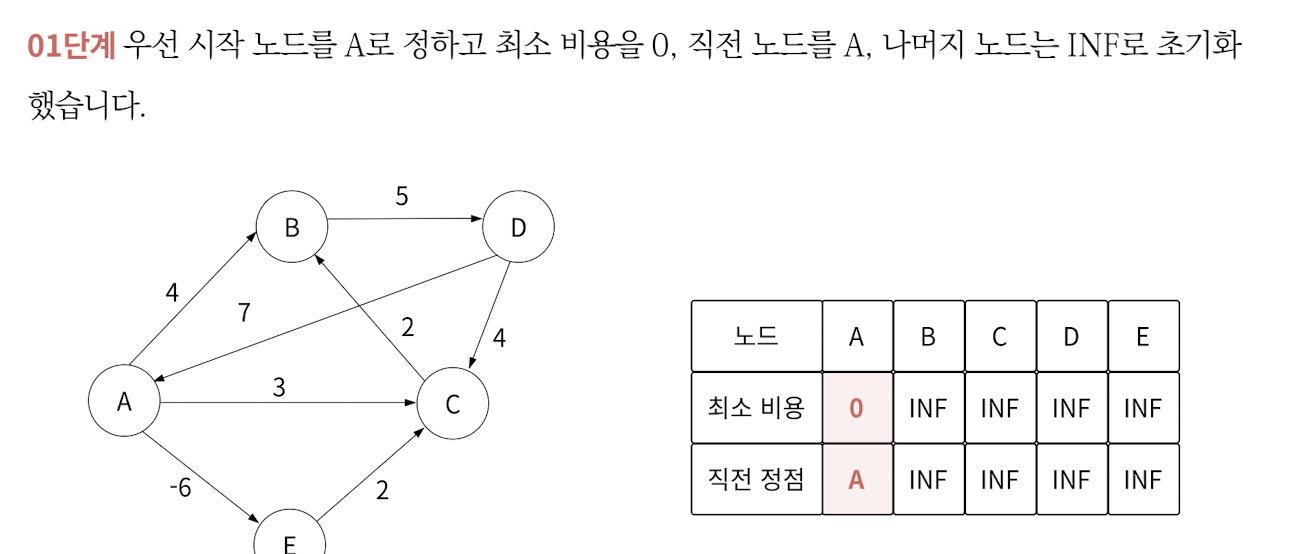 01단계 우선 시작 노드를 A로 정하고 최소 비용을 0, 직전 노드를 A, 나머지 노드는 INF로 초기화
했습니다.
5
B
D
4
7
2
4
노드 A B C D E
3
A
C
최소 비용 0 INF INF INF INF
-6
2
직전 정점 A INF INF INF INF
E